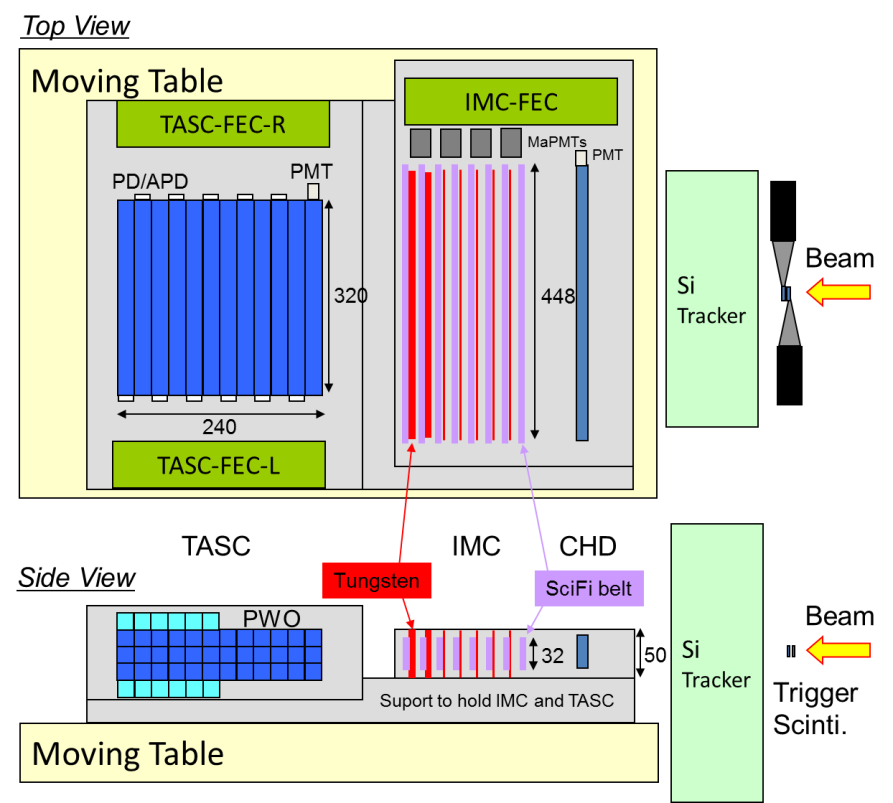 Top View
Moving Table
TASC-FEC-R
IMC-FEC
MaPMTs
PMT
PD/APD
PMT
320
448
240
TASC-FEC-L
Si
Tracker
Beam
TASC
IMC
CHD
Side View
Tungsten
SciFi belt
PWO
32
50
Suport to hold IMC and TASC
Moving Table
Si
Tracker
Beam
Trigger
Scinti.